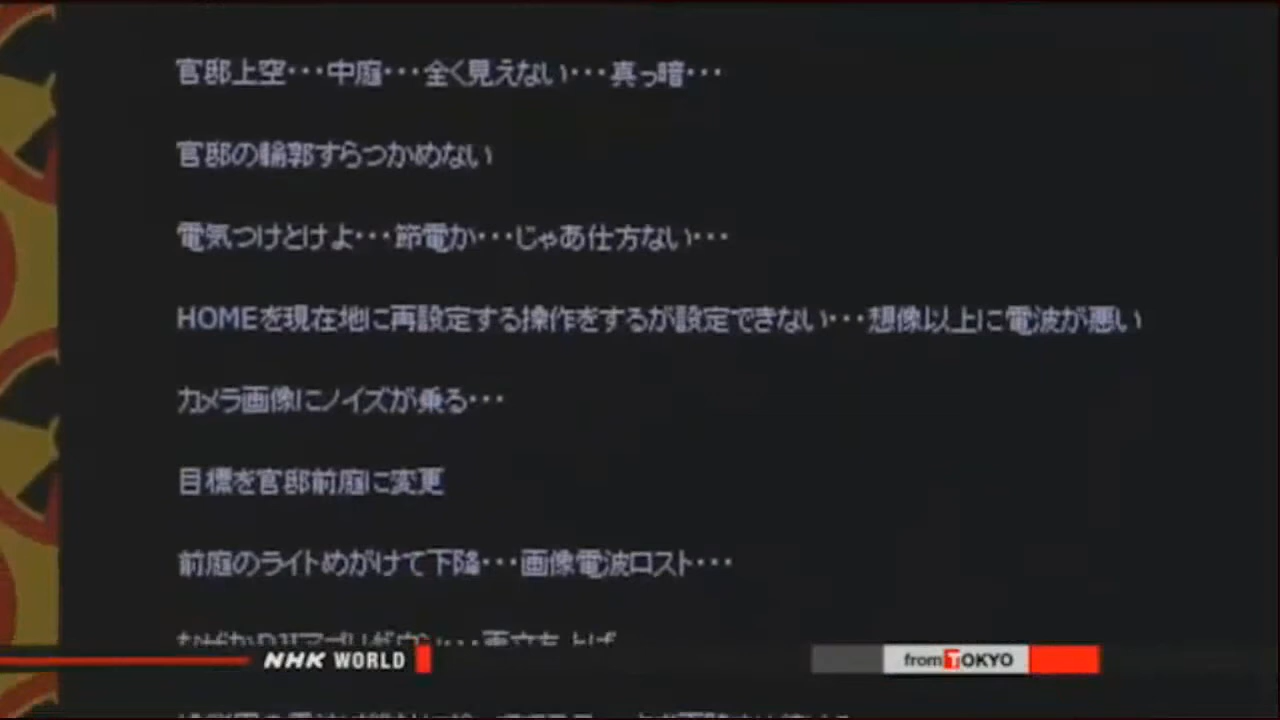 官邸上空･･･中庭･･･全く見えない･･･真っ暗･･･
官邸の輪郭すらつかめない
電気つけとけよ･･･節電か･･･じゃあ仕方ない･･･
HOMEを現在地に再設定する操作をするが設定できない･･･想像以上に電波が悪い
カメラ画像にノイズが乗る･･･
目標を官邸前庭に変更
前庭のライトめがけて下降･･･画像電波ロスト･･･
NHK WORLD
from TOKYO